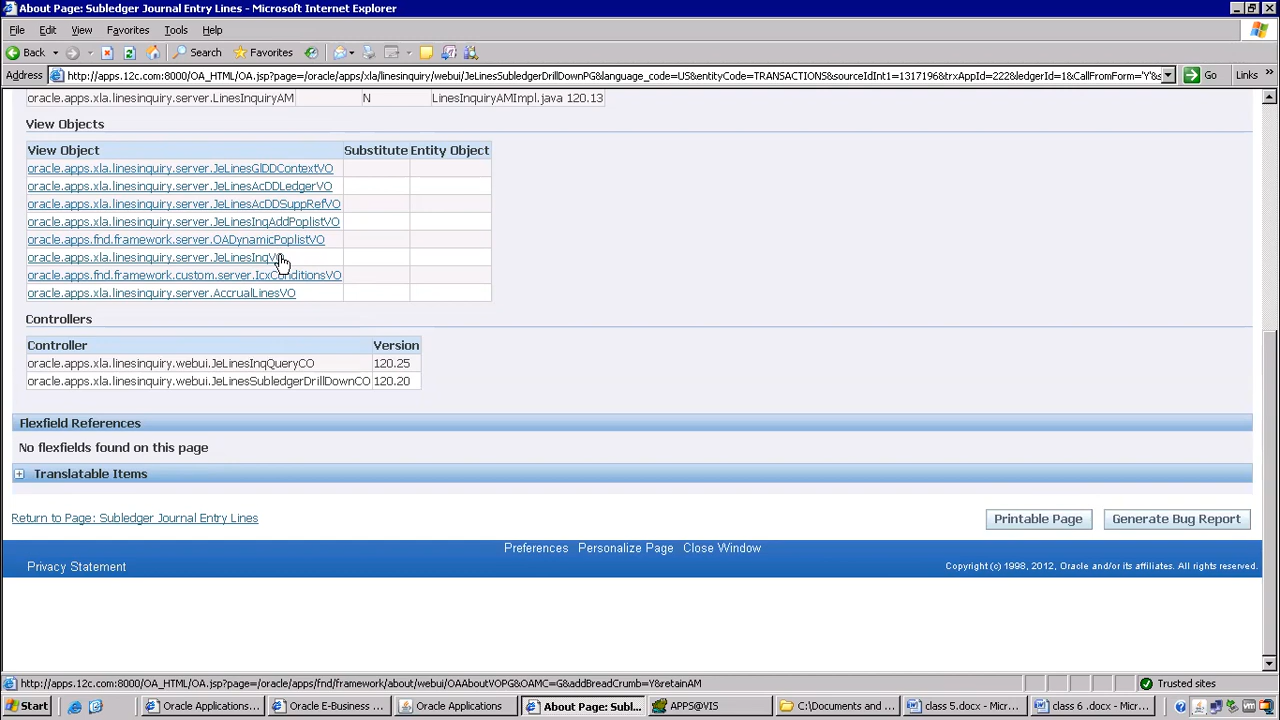 About Page: Subledger Journal Entry Lines - Microsoft Internet Explorer
File Edit View Favorites Tools Help
Back Search Favorites
Address http://apps.12c.com:8000/OA_HTML/OA.jsp?page=/oracle/apps/xla/linesinquiry/webui/JeLinesSubledgerDrillDownPG&language_code=US&entityCode=TRANSACTIONS&sourceIdInt1=1317196&trxAppId=222&ledgerId=1&CallFromForm='Y'&s Go Links »
oracle.apps.xla.linesinquiry.server.LinesInquiryAM N LinesInquiryAMImpl.java 120.13
View Objects
View Object Substitute Entity Object
oracle.apps.xla.linesinquiry.server.JeLinesGlDDContextVO
oracle.apps.xla.linesinquiry.server.JeLinesAcDDLedgerVO
oracle.apps.xla.linesinquiry.server.JeLinesAcDDSuppRefVO
oracle.apps.xla.linesinquiry.server.JeLinesInqAddPoplistVO
oracle.apps.fnd.framework.server.OADynamicPoplistVO
oracle.apps.xla.linesinquiry.server.JeLinesInqVO
oracle.apps.fnd.framework.custom.server.IcxConditionsVO
oracle.apps.xla.linesinquiry.server.AccrualLinesVO
Controllers
Controller Version
oracle.apps.xla.linesinquiry.webui.JeLinesInqQueryCO 120.25
oracle.apps.xla.linesinquiry.webui.JeLinesSubledgerDrillDownCO 120.20
Flexfield References
No flexfields found on this page
Translatable Items
Return to Page: Subledger Journal Entry Lines Printable Page Generate Bug Report
Preferences Personalize Page Close Window
Privacy Statement Copyright (c) 1998, 2012, Oracle and/or its affiliates. All rights reserved.
http://apps.12c.com:8000/OA_HTML/OA.jsp?page=/oracle/apps/fnd/framework/about/webui/OAAboutVOPG&OAMC=G&addBreadCrumb=Y&retainAM Trusted sites
Start Oracle Applications... Oracle E-Business ... Oracle Applications About Page: Subl... APPS@VIS C:\Documents and ... class 5.docx - Micr... class 6 .docx - Mic...